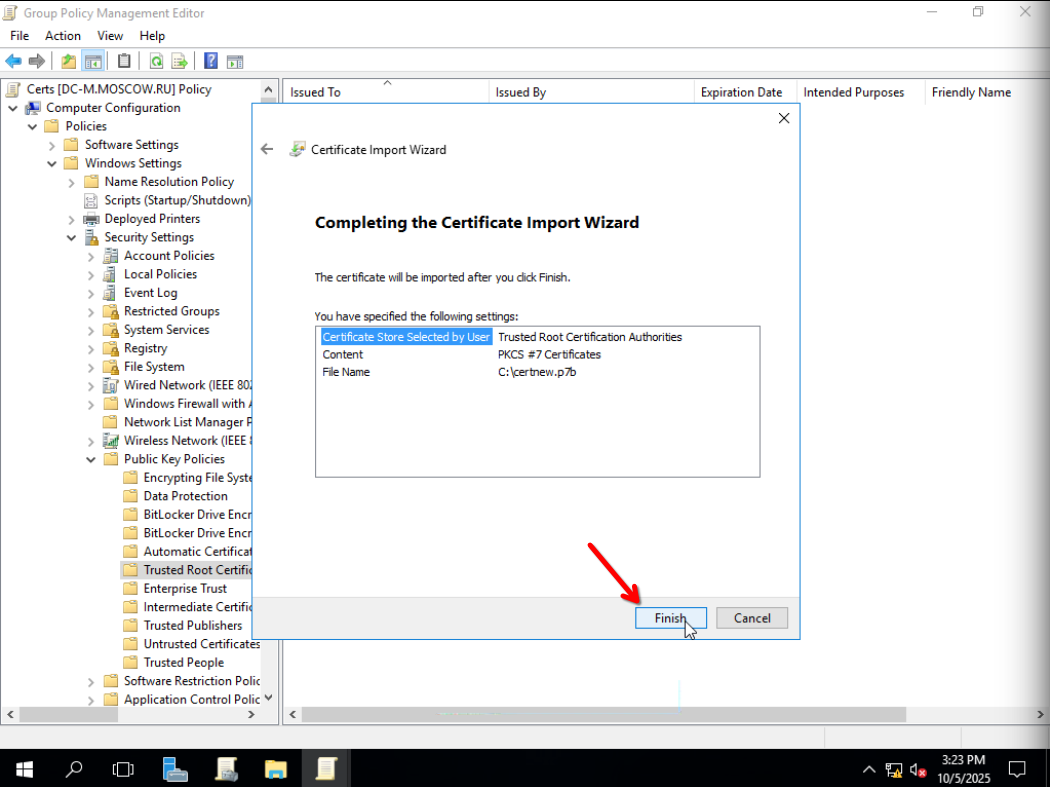 Group Policy Management Editor
File Action View Help
Certs [DC-M.MOSCOW.RU] Policy
Computer Configuration
Policies
Software Settings
Windows Settings
Name Resolution Policy
Scripts (Startup/Shutdown)
Deployed Printers
Security Settings
Account Policies
Local Policies
Event Log
Restricted Groups
System Services
Registry
File System
Wired Network (IEEE 802
Windows Firewall with A
Network List Manager P
Wireless Network (IEEE 8
Public Key Policies
Encrypting File Syste
Data Protection
BitLocker Drive Encr
BitLocker Drive Encr
Automatic Certificat
Trusted Root Certific
Enterprise Trust
Intermediate Certific
Trusted Publishers
Untrusted Certificates
Trusted People
Software Restriction Polic
Application Control Polic
Issued To Issued By Expiration Date Intended Purposes Friendly Name
Certificate Import Wizard
Completing the Certificate Import Wizard
The certificate will be imported after you click Finish.
You have specified the following settings:
Certificate Store Selected by User Trusted Root Certification Authorities
Content PKCS #7 Certificates
File Name C:\certnew.p7b
Finish Cancel
3:23 PM
10/5/2025